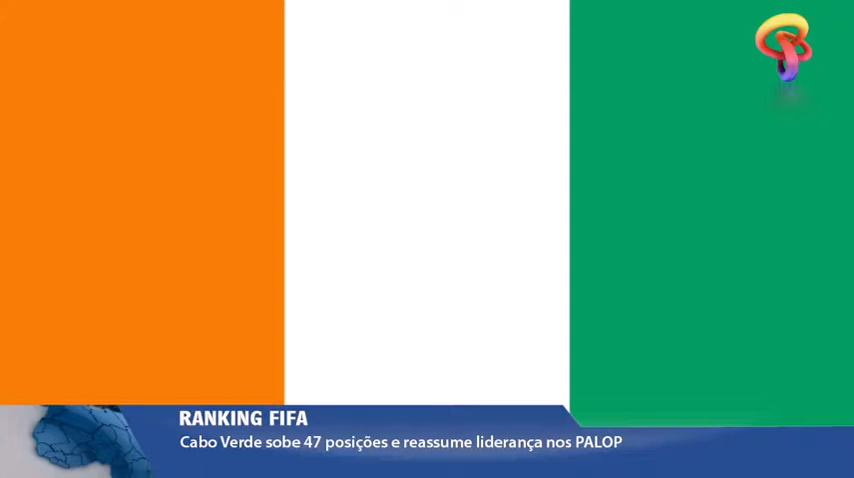 RANKING FIFA
Cabo Verde sobe 47 posições e reassume liderança nos PALOP